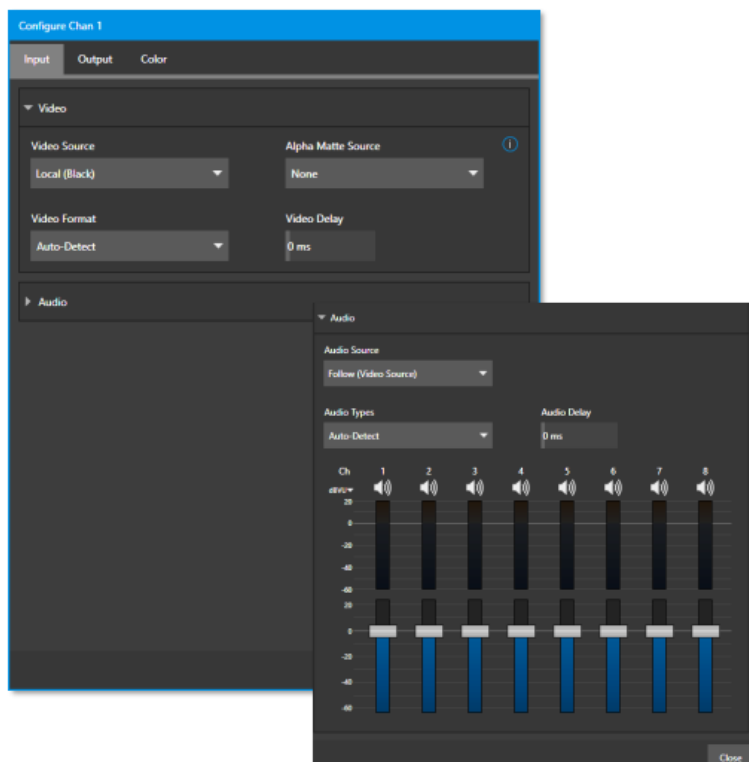 Configure Chan 1
Input Output Color
Video
Video Source Alpha Matte Source i
Local (Black) None
Video Format Video Delay
Auto-Detect 0 ms
Audio
Audio
Audio Source
Follow (Video Source)
Audio Types Audio Delay
Auto-Detect 0 ms
Ch 1 2 3 4 5 6 7 8
dBVU
20
0
-20
-40
-60
20
0
-20
-40
-60
Close